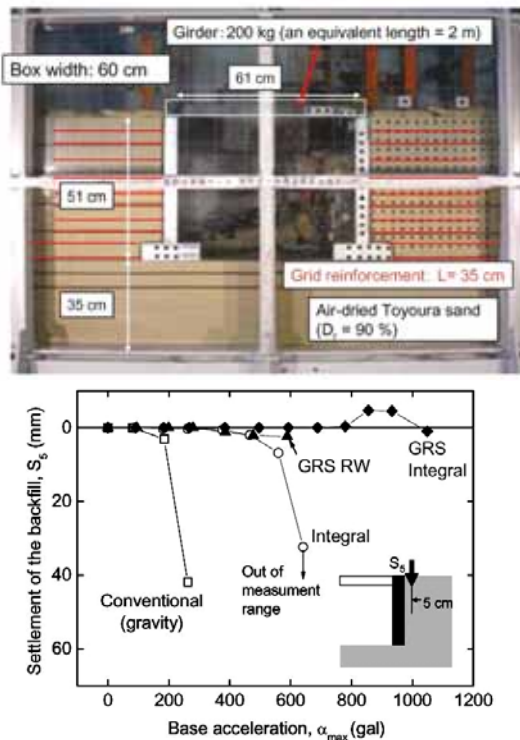 Girder: 200 kg (an equivalent length = 2 m)
Box width: 60 cm
61 cm
51 cm
35 cm
Grid reinforcement: L= 35 cm
Air-dried Toyoura sand
(Dr = 90 %)
0
20
40
60
Settlement of the backfill, S5 (mm)
GRS RW
GRS
Integral
Integral
Conventional
(gravity)
Out of
measument
range
S5
5 cm
0 200 400 600 800 1000 1200
Base acceleration, αmax (gal)